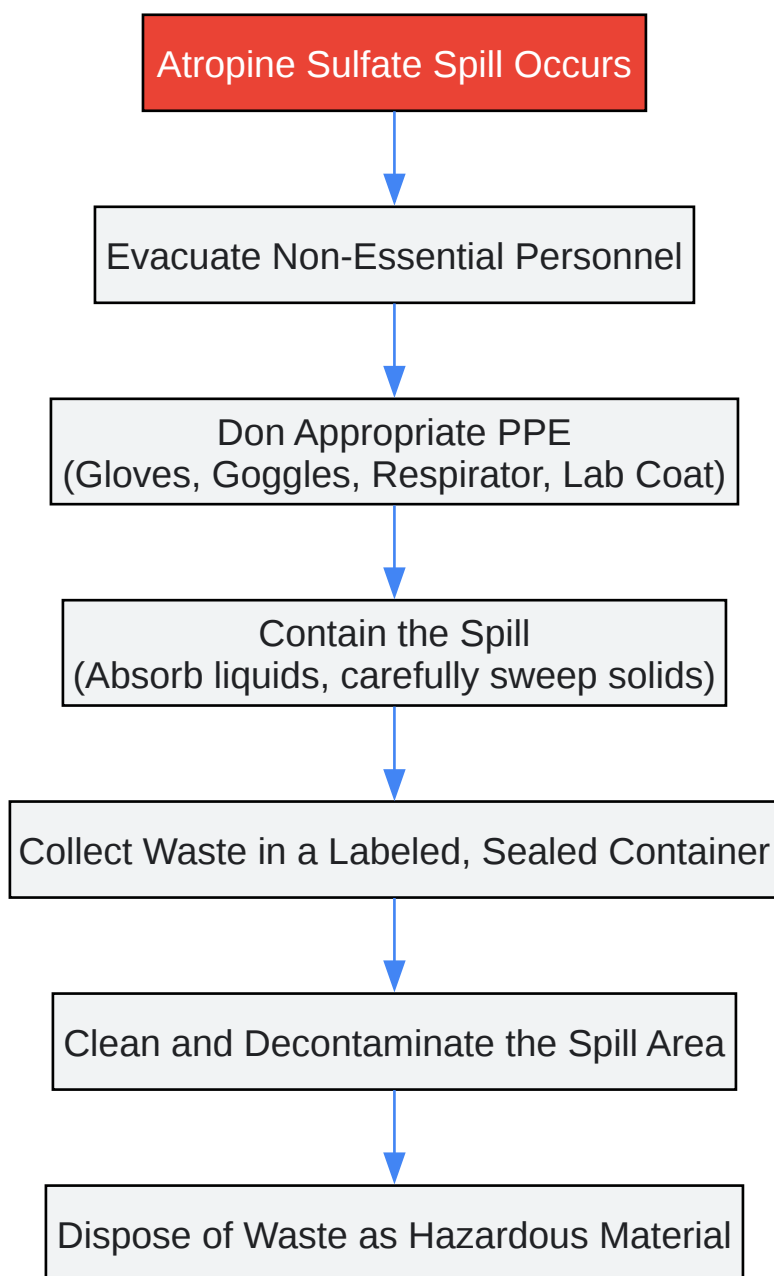 Atropine Sulfate Spill Occurs
Evacuate Non-Essential Personnel
Don Appropriate PPE
(Gloves, Goggles, Respirator, Lab Coat)
Contain the Spill
(Absorb liquids, carefully sweep solids)
Collect Waste in a Labeled, Sealed Container
Clean and Decontaminate the Spill Area
Dispose of Waste as Hazardous Material